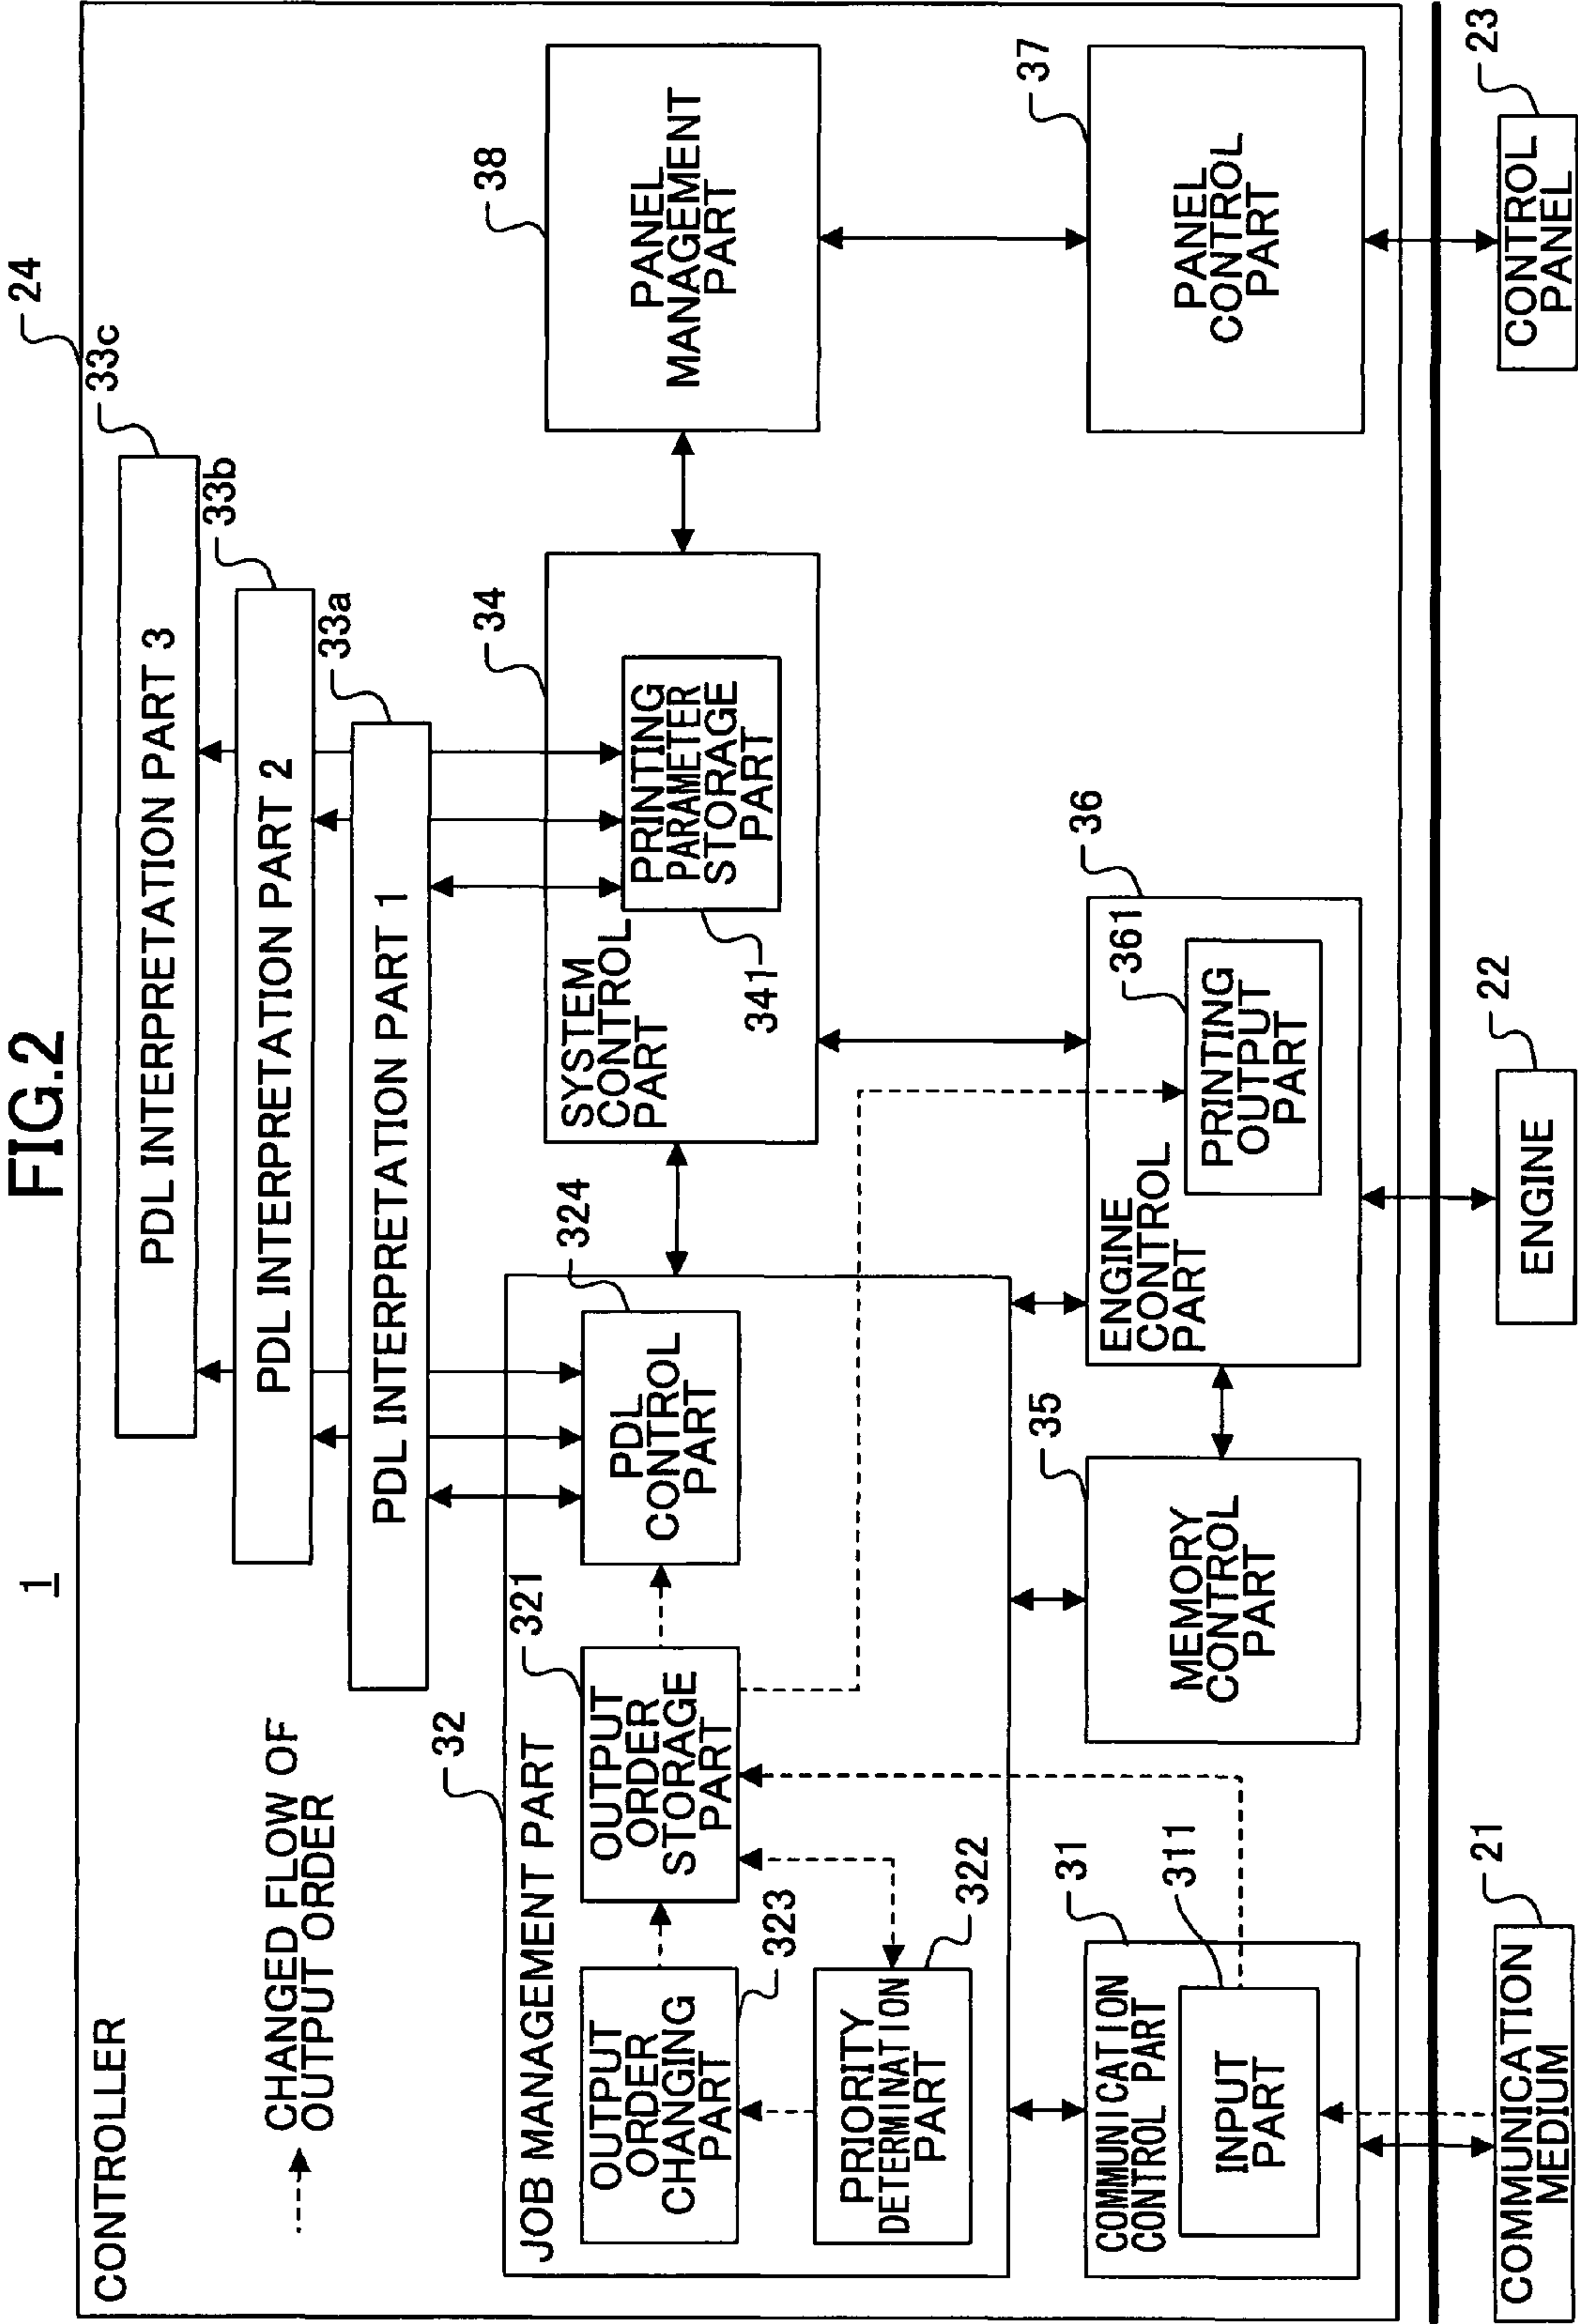 FIG.2
1
24
CONTROLLER
CHANGED FLOW OF
OUTPUT ORDER
PDL INTERPRETATION PART 3
33c
PDL INTERPRETATION PART 2
33b
PDL INTERPRETATION PART 1
33a
32
JOB MANAGEMENT PART
OUTPUT
ORDER
CHANGING
PART
323
OUTPUT
ORDER
STORAGE
PART
321
PDL
CONTROL
PART
324
PRIORITY
DETERMINATION
PART
322
SYSTEM
CONTROL
PART
34
PRINTING
PARAMETER
STORAGE
PART
341
PANEL
MANAGEMENT
PART
38
COMMUNICATION
CONTROL PART
31
INPUT
PART
311
MEMORY
CONTROL
PART
35
ENGINE
CONTROL
PART
36
PRINTING
OUTPUT
PART
361
PANEL
CONTROL
PART
37
COMMUNICATION
MEDIUM
21
ENGINE
22
CONTROL
PANEL
23